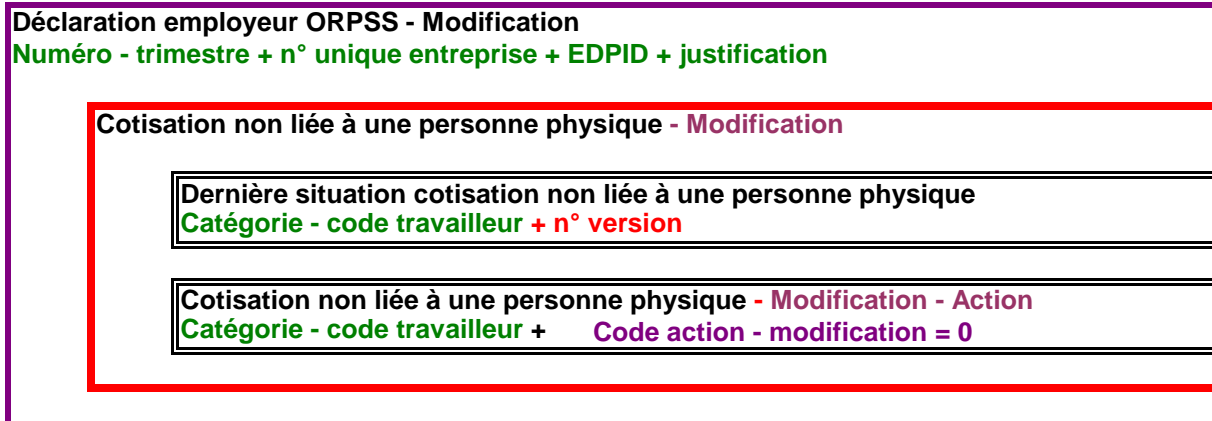 Déclaration employeur ORPSS - Modification
Numéro - trimestre + n° unique entreprise + EDPID + justification
Cotisation non liée à une personne physique - Modification
Dernière situation cotisation non liée à une personne physique
Catégorie - code travailleur + n° version
Cotisation non liée à une personne physique - Modification - Action
Catégorie - code travailleur + Code action - modification = 0